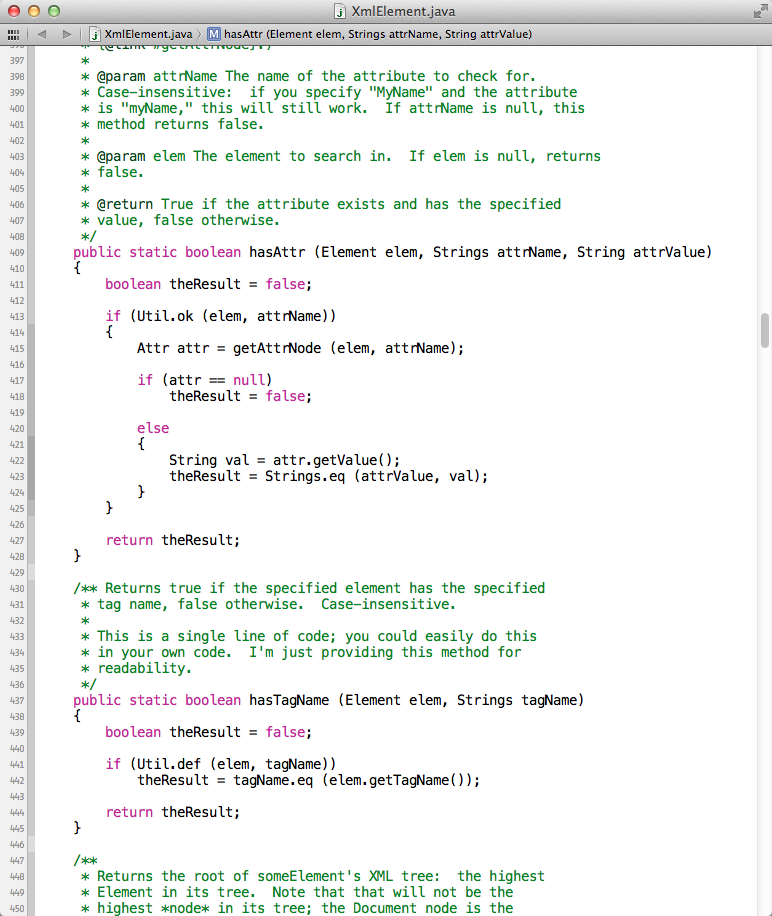 XmlElement.java
XmlElement.java M hasAttr (Element elem, Strings attrName, String attrValue)
397 *
398 * @param attrName The name of the attribute to check for.
399 * Case-insensitive:  if you specify "MyName" and the attribute
400 * is "myName," this will still work.  If attrName is null, this
401 * method returns false.
402 *
403 * @param elem The element to search in.  If elem is null, returns
404 * false.
405 *
406 * @return True if the attribute exists and has the specified
407 * value, false otherwise.
408 */
409 public static boolean hasAttr (Element elem, Strings attrName, String attrValue)
410 {
411     boolean theResult = false;
412
413     if (Util.ok (elem, attrName))
414     {
415         Attr attr = getAttrNode (elem, attrName);
416
417         if (attr == null)
418             theResult = false;
419
420         else
421         {
422             String val = attr.getValue();
423             theResult = Strings.eq (attrValue, val);
424         }
425     }
426
427     return theResult;
428 }
429
430 /** Returns true if the specified element has the specified
431 * tag name, false otherwise.  Case-insensitive.
432 *
433 * This is a single line of code; you could easily do this
434 * in your own code.  I'm just providing this method for
435 * readability.
436 */
437 public static boolean hasTagName (Element elem, Strings tagName)
438 {
439     boolean theResult = false;
440
441     if (Util.def (elem, tagName))
442         theResult = tagName.eq (elem.getTagName());
443
444     return theResult;
445 }
446
447 /**
448 * Returns the root of someElement's XML tree:  the highest
449 * Element in its tree.  Note that that will not be the
450 * highest *node* in its tree; the Document node is the